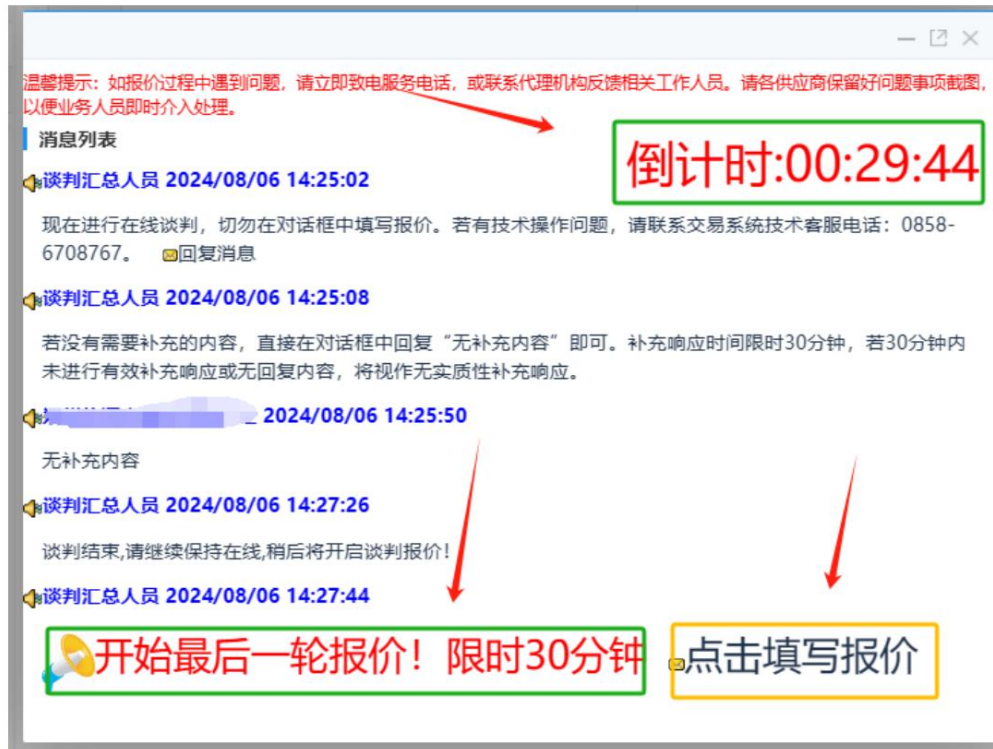 温馨提示：如报价过程中遇到问题，请立即致电服务电话，或联系代理机构反馈相关工作人员。请各供应商保留好问题事项截图，
以便业务人员即时介入处理。
消息列表
倒计时:00:29:44
谈判汇总人员 2024/08/06 14:25:02
现在进行在线谈判，切勿在对话框中填写报价。若有技术操作问题，请联系交易系统技术客服电话：0858-
6708767。 回复消息
谈判汇总人员 2024/08/06 14:25:08
若没有需要补充的内容，直接在对话框中回复“无补充内容”即可。补充响应时间限时30分钟，若30分钟内
未进行有效补充响应或无回复内容，将视作无实质性补充响应。
2024/08/06 14:25:50
无补充内容
谈判汇总人员 2024/08/06 14:27:26
谈判结束,请继续保持在线,稍后将开启谈判报价！
谈判汇总人员 2024/08/06 14:27:44
开始最后一轮报价！限时30分钟 点击填写报价